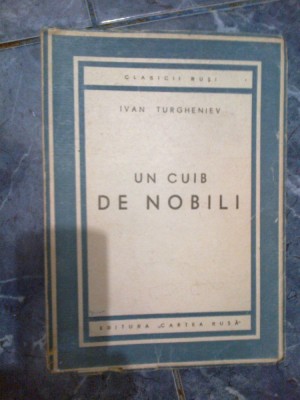 CLASICII RUȘI
IVAN TURGHENIEV
UN CUIB
DE NOBILI
EDITURA „CARTEA RUSĂ"